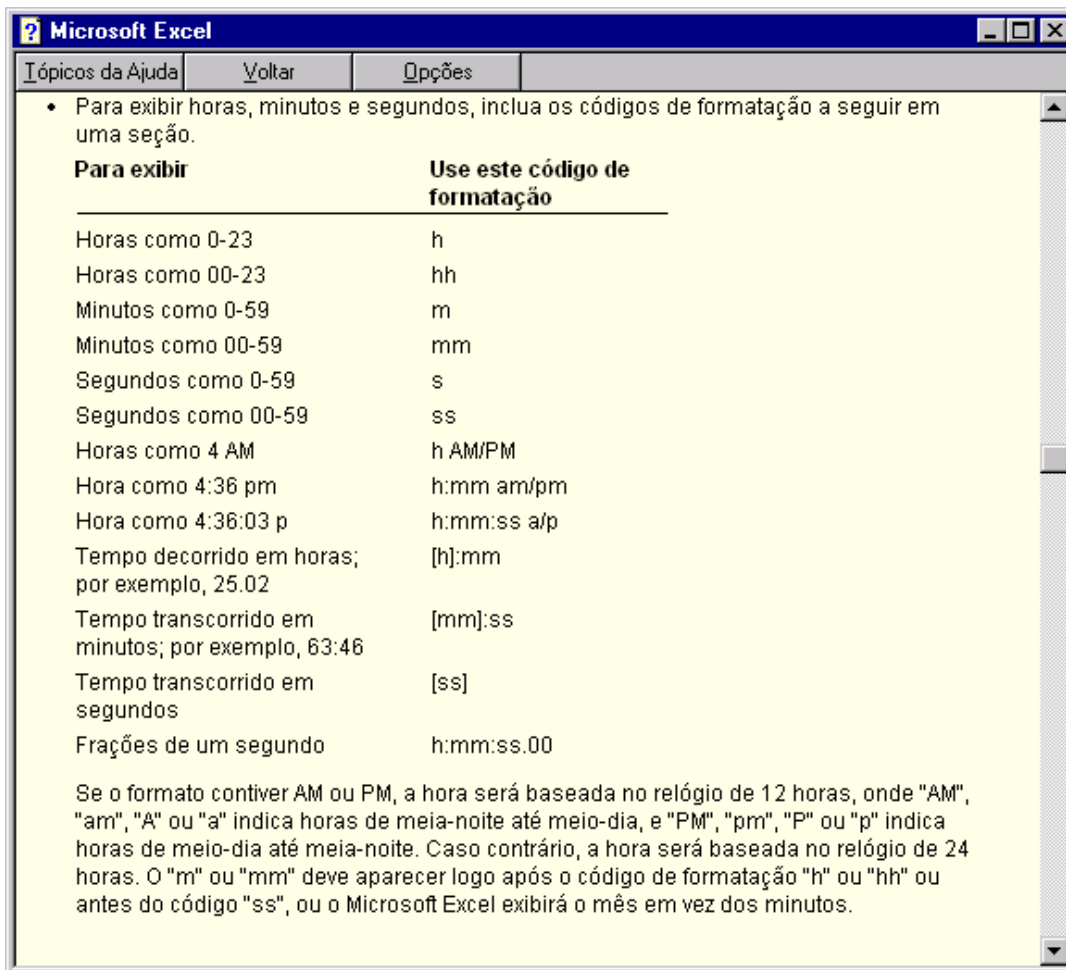 Microsoft Excel
Tópicos da Ajuda Voltar Opções
• Para exibir horas, minutos e segundos, inclua os códigos de formatação a seguir em
uma seção.
Para exibir Use este código de
formatação
Horas como 0-23 h
Horas como 00-23 hh
Minutos como 0-59 m
Minutos como 00-59 mm
Segundos como 0-59 s
Segundos como 00-59 ss
Horas como 4 AM h AM/PM
Hora como 4:36 pm h:mm am/pm
Hora como 4:36:03 p h:mm:ss a/p
Tempo decorrido em horas; [h]:mm
por exemplo, 25.02
Tempo transcorrido em [mm]:ss
minutos; por exemplo, 63:46
Tempo transcorrido em [ss]
segundos
Frações de um segundo h:mm:ss.00
Se o formato contiver AM ou PM, a hora será baseada no relógio de 12 horas, onde "AM",
"am", "A" ou "a" indica horas de meia-noite até meio-dia, e "PM", "pm", "P" ou "p" indica
horas de meio-dia até meia-noite. Caso contrário, a hora será baseada no relógio de 24
horas. O "m" ou "mm" deve aparecer logo após o código de formatação "h" ou "hh" ou
antes do código "ss", ou o Microsoft Excel exibirá o mês em vez dos minutos.